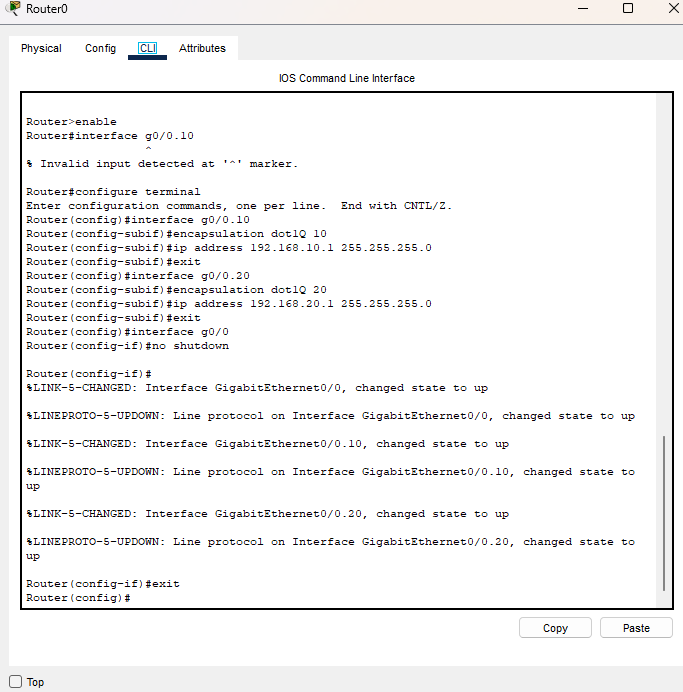 Router0
Physical Config CLI Attributes
IOS Command Line Interface
Router>enable
Router#interface g0/0.10
^
% Invalid input detected at '^' marker.
Router#configure terminal
Enter configuration commands, one per line. End with CNTL/Z.
Router(config)#interface g0/0.10
Router(config-subif)#encapsulation dot1Q 10
Router(config-subif)#ip address 192.168.10.1 255.255.255.0
Router(config-subif)#exit
Router(config)#interface g0/0.20
Router(config-subif)#encapsulation dot1Q 20
Router(config-subif)#ip address 192.168.20.1 255.255.255.0
Router(config-subif)#exit
Router(config)#interface g0/0
Router(config-if)#no shutdown
Router(config-if)#
%LINK-5-CHANGED: Interface GigabitEthernet0/0, changed state to up
%LINEPROTO-5-UPDOWN: Line protocol on Interface GigabitEthernet0/0, changed state to up
%LINK-5-CHANGED: Interface GigabitEthernet0/0.10, changed state to up
%LINEPROTO-5-UPDOWN: Line protocol on Interface GigabitEthernet0/0.10, changed state to
up
%LINK-5-CHANGED: Interface GigabitEthernet0/0.20, changed state to up
%LINEPROTO-5-UPDOWN: Line protocol on Interface GigabitEthernet0/0.20, changed state to
up
Router(config-if)#exit
Router(config)#
Copy Paste
Top